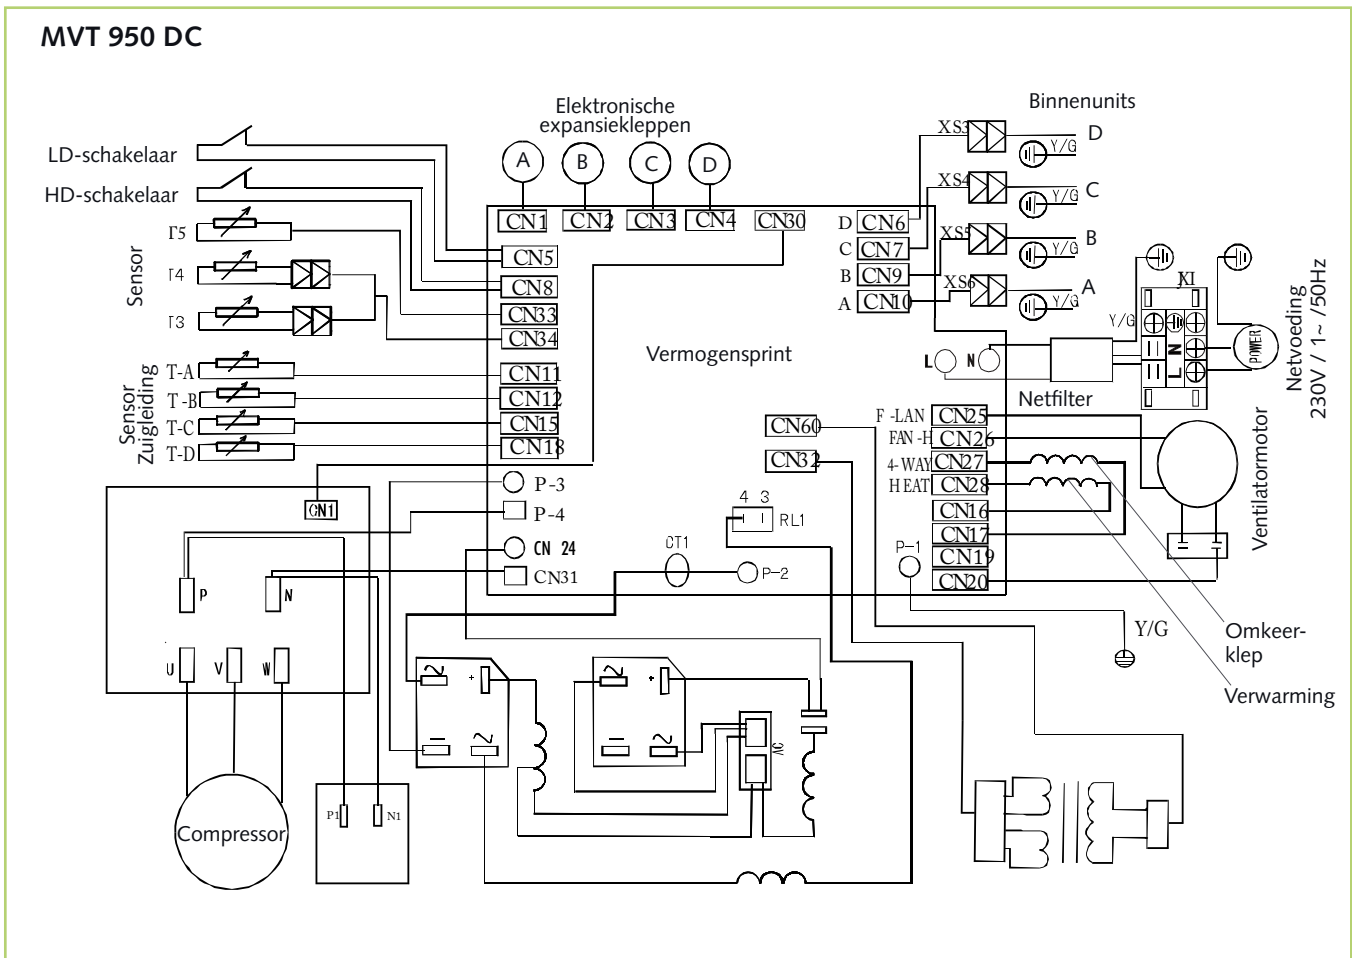 MVT 950 DC
Elektronische
expansiekleppen
Binnenunits
LD-schakelaar
HD-schakelaar
A
B
C
D
XS3
D
Y/G
XS4
C
Y/G
XS5
B
Y/G
XS6
A
Y/G
CN1
CN2
CN3
CN4
CN30
D CN6
C CN7
B CN9
A CN10
CN5
CN8
CN33
CN34
CN11
CN12
CN15
CN18
Sensor
T5
T4
T3
Sensor
Zuigleiding
T-A
T-B
T-C
T-D
Vermogensprint
L
N
Netfilter
Y/G
L N
POWER
Netvoeding
230V / 1~ /50Hz
CN60
CN32
F-LAN CN25
FAN-H CN26
4-WAY CN27
HEAT CN28
CN16
CN17
CN19
CN20
Ventilatormotor
P-3
P-4
CN 24
CN31
CN1
4 3
RL1
CT1
P-2
P-1
Y/G
Omkeer-
klep
Verwarming
P
N
U
V
W
+
–
+
–
AC
Compressor
P1
N1